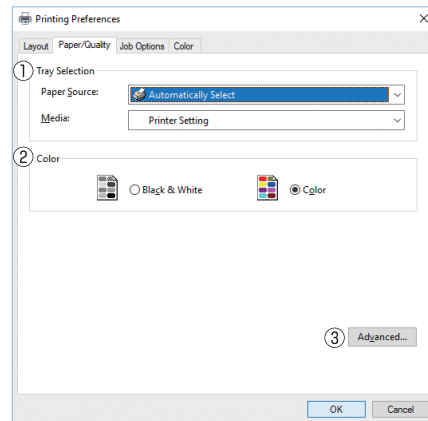 Printing Preferences
Layout Paper/Quality Job Options Color
① Tray Selection
Paper Source: Automatically Select
Media: Printer Setting
② Color
Black & White Color
③ Advanced...
OK Cancel